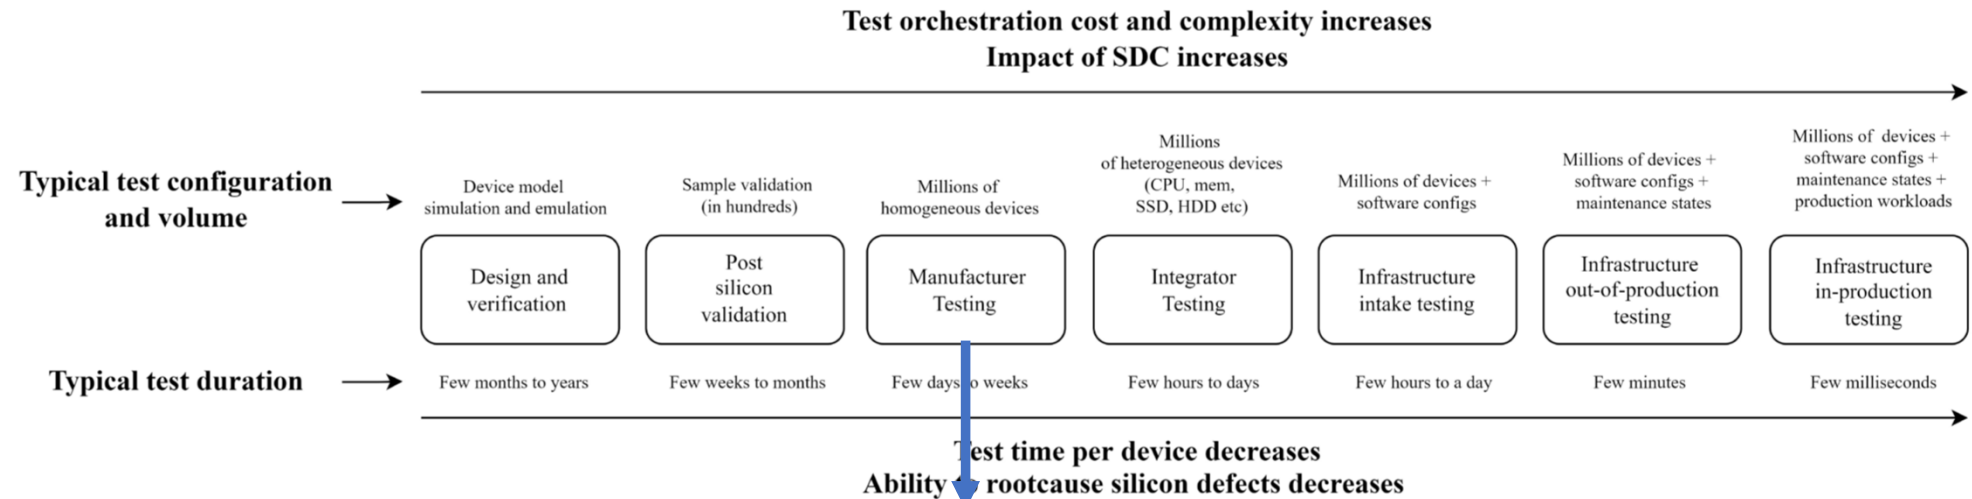 Test orchestration cost and complexity increases
Impact of SDC increases
Typical test configuration
and volume
Device model
simulation and emulation
Sample validation
(in hundreds)
Millions of
homogeneous devices
Millions
of heterogeneous devices
(CPU, mem,
SSD, HDD etc)
Millions of devices +
software configs
Millions of devices +
software configs +
maintenance states
Millions of devices +
software configs +
maintenance states +
production workloads
Design and
verification
Post
silicon
validation
Manufacturer
Testing
Integrator
Testing
Infrastructure
intake testing
Infrastructure
out-of-production
testing
Infrastructure
in-production
testing
Typical test duration
Few months to years
Few weeks to months
Few days to weeks
Few hours to days
Few hours to a day
Few minutes
Few milliseconds
Test time per device decreases
Ability to rootcause silicon defects decreases